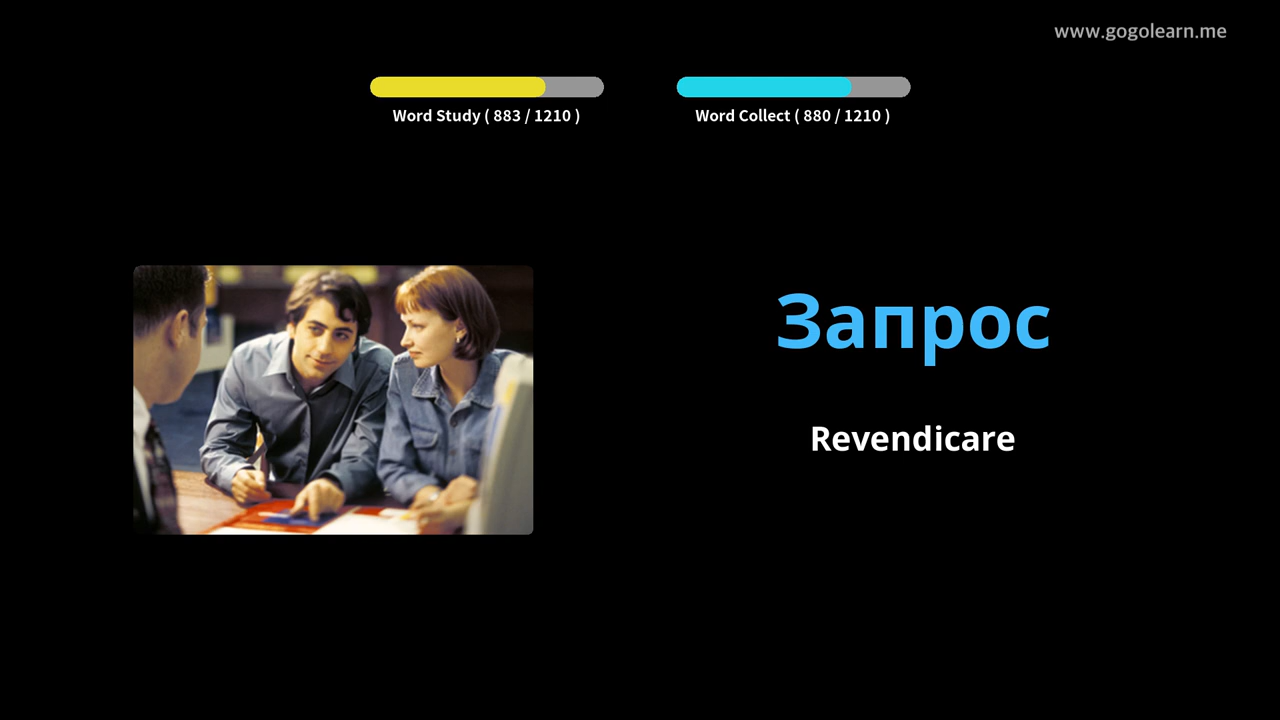 www.gogolearn.me
Word Study ( 883 / 1210 )
Word Collect ( 880 / 1210 )
Запрос
Revendicare